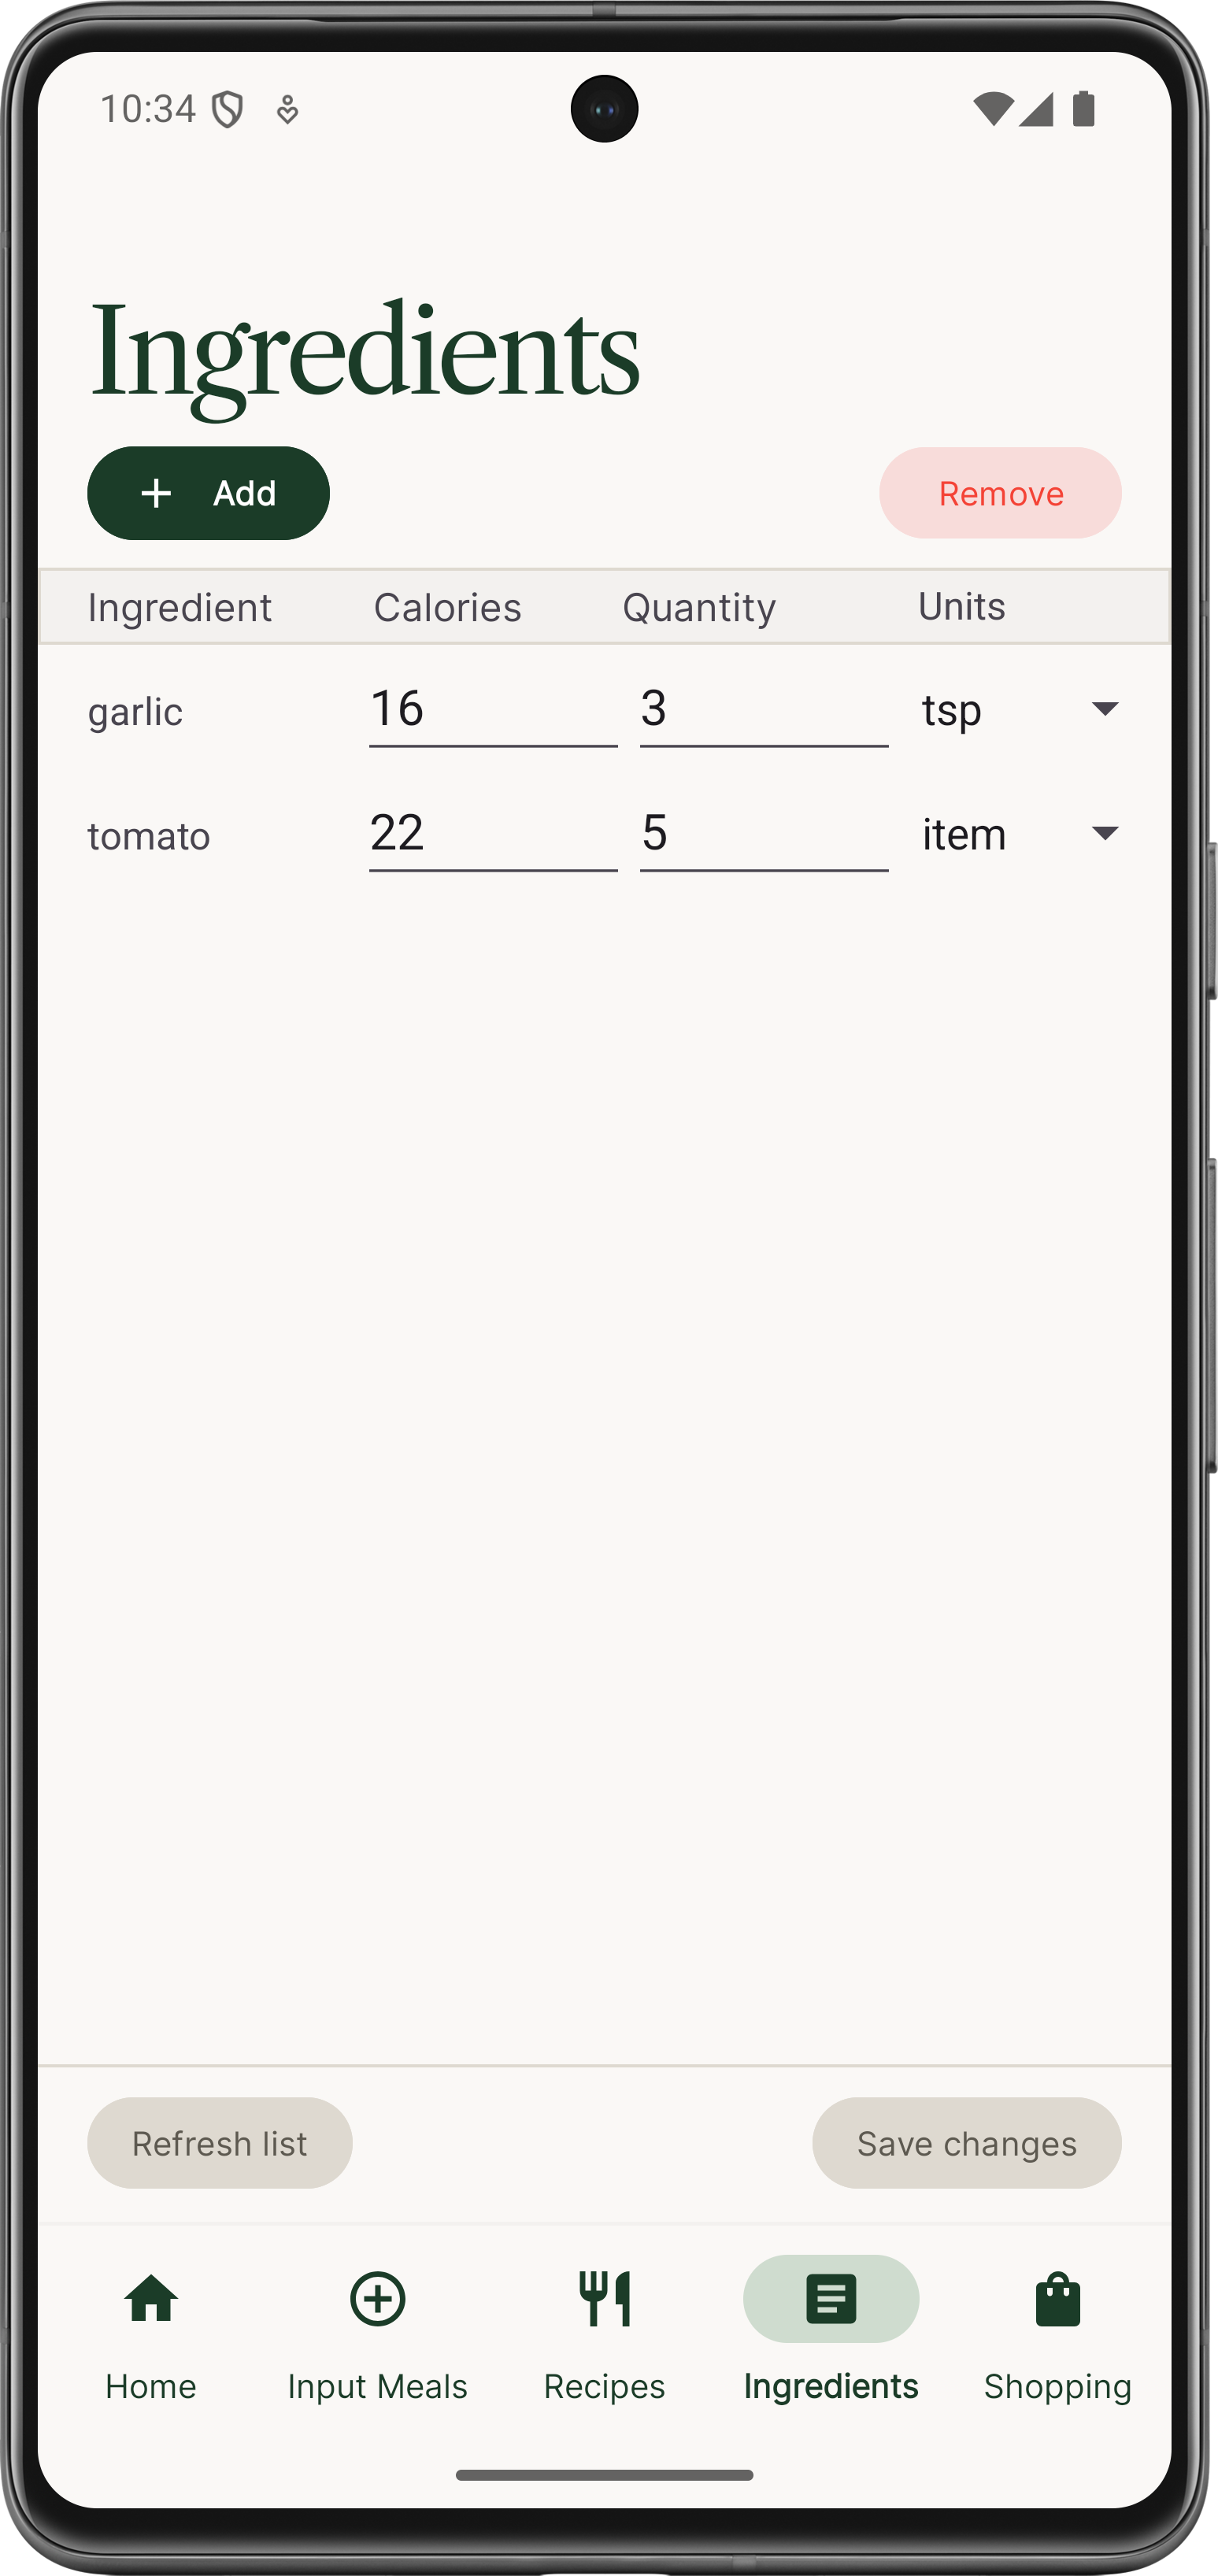 10:34
Ingredients
+ Add
Remove
Ingredient Calories Quantity Units
garlic 16 3 tsp
tomato 22 5 item
Refresh list
Save changes
Home Input Meals Recipes Ingredients Shopping